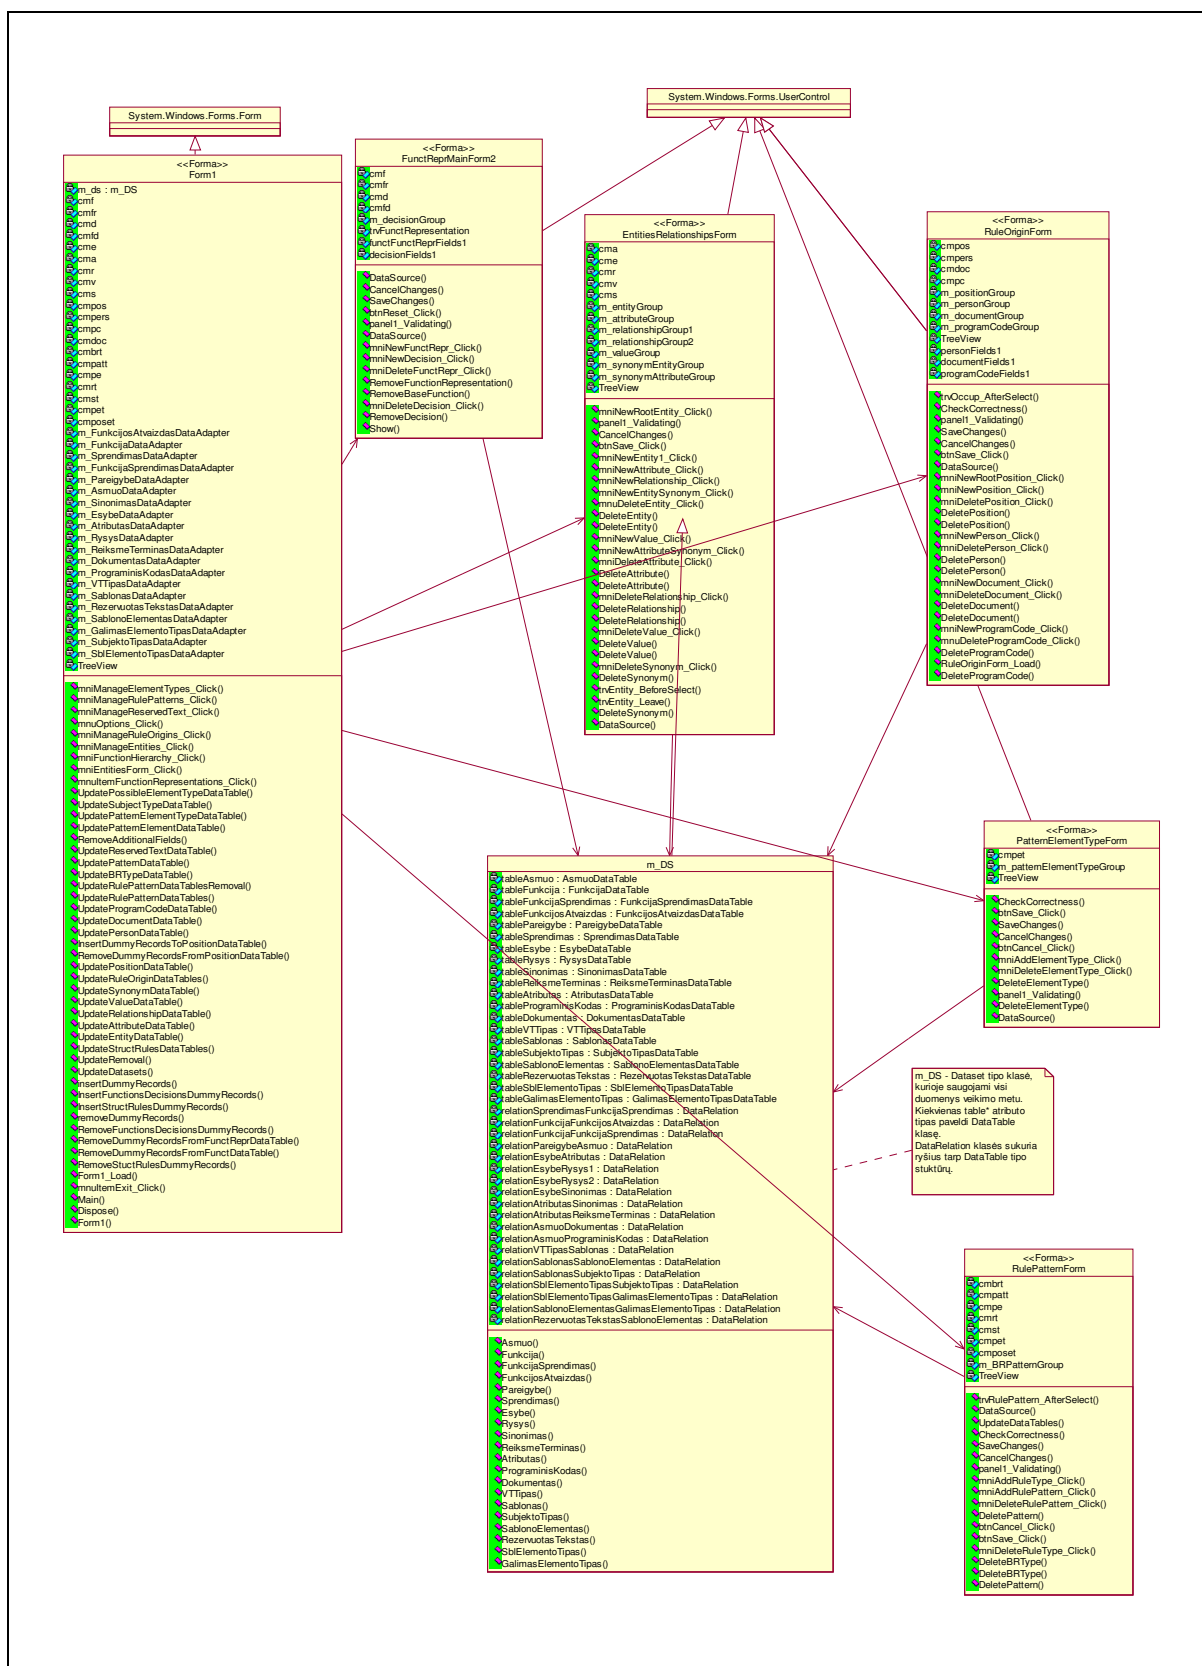 System.Windows.Forms.Form
<<Forma>>
Form1
m_ds : m_DS
cmf
cmfr
cmd
cmfd
cme
cma
cmr
cmv
cms
cmpos
cmpers
cmpc
cmdoc
cmbrt
cmpatt
cmpe
cmrt
cmst
cmpet
cmposet
m_FunkcijosAtvaizdasDataAdapter
m_FunkcijaDataAdapter
m_SprendimasDataAdapter
m_FunkcijaSprendimasDataAdapter
m_PareigybeDataAdapter
m_AsmuoDataAdapter
m_SinonimasDataAdapter
m_EsybeDataAdapter
m_AtributasDataAdapter
m_RysysDataAdapter
m_ReiksmeTerminasDataAdapter
m_DokumentasDataAdapter
m_PrograminisKodasDataAdapter
m_VTTipasDataAdapter
m_SablonasDataAdapter
m_RezervuotasTekstasDataAdapter
m_SablonoElementasDataAdapter
m_GalimasElementoTipasDataAdapter
m_SubjektoTipasDataAdapter
m_SblElementoTipasDataAdapter
TreeView
mniManageElementTypes_Click()
mniManageRulePatterns_Click()
mniManageReservedText_Click()
mnuOptions_Click()
mniManageRuleOrigins_Click()
mniManageEntities_Click()
mniFunctionHierarchy_Click()
mniEntitiesForm_Click()
mnuItemFunctionRepresentations_Click()
UpdatePossibleElementTypeDataTable()
UpdateSubjectTypeDataTable()
UpdatePatternElementTypeDataTable()
UpdatePatternElementDataTable()
RemoveAdditionalFields()
UpdateReservedTextDataTable()
UpdatePatternDataTable()
UpdateBRTypeDataTable()
UpdateRulePatternDataTablesRemoval()
UpdateRulePatternDataTables()
UpdateProgramCodeDataTable()
UpdateDocumentDataTable()
UpdatePersonDataTable()
InsertDummyRecordsToPositionDataTable()
RemoveDummyRecordsFromPositionDataTable()
UpdatePositionDataTable()
UpdateRuleOriginDataTables()
UpdateSynonymDataTable()
UpdateValueDataTable()
UpdateRelationshipDataTable()
UpdateAttributeDataTable()
UpdateEntityDataTable()
UpdateStructRulesDataTables()
UpdateRemoval()
UpdateDatasets()
insertDummyRecords()
InsertFunctionsDecisionsDummyRecords()
InsertStructRulesDummyRecords()
removeDummyRecords()
RemoveFunctionsDecisionsDummyRecords()
RemoveDummyRecordsFromFunctReprDataTable()
RemoveDummyRecordsFromFunctDataTable()
RemoveStuctRulesDummyRecords()
Form1_Load()
mnuItemExit_Click()
Main()
Dispose()
Form1()
<<Forma>>
FunctReprMainForm2
cmf
cmfr
cmd
cmfd
m_decisionGroup
trvFunctRepresentation
functFunctReprFields1
decisionFields1
DataSource()
CancelChanges()
SaveChanges()
btnReset_Click()
panel1_Validating()
DataSource()
mniNewFunctRepr_Click()
mniNewDecision_Click()
mniDeleteFunctRepr_Click()
RemoveFunctionRepresentation()
RemoveBaseFunction()
mniDeleteDecision_Click()
RemoveDecision()
Show()
System.Windows.Forms.UserControl
<<Forma>>
EntitiesRelationshipsForm
cma
cme
cmr
cmv
cms
m_entityGroup
m_attributeGroup
m_relationshipGroup1
m_relationshipGroup2
m_valueGroup
m_synonymEntityGroup
m_synonymAttributeGroup
TreeView
mniNewRootEntity_Click()
panel1_Validating()
CancelChanges()
btnSave_Click()
mniNewEntity1_Click()
mniNewAttribute_Click()
mniNewRelationship_Click()
mniNewEntitySynonym_Click()
mnuDeleteEntity_Click()
DeleteEntity()
DeleteEntity()
mniNewValue_Click()
mniNewAttributeSynonym_Click()
mniDeleteAttribute_Click()
DeleteAttribute()
DeleteAttribute()
mniDeleteRelationship_Click()
DeleteRelationship()
DeleteRelationship()
mniDeleteValue_Click()
DeleteValue()
DeleteValue()
mniDeleteSynonym_Click()
DeleteSynonym()
trvEntity_BeforeSelect()
trvEntity_Leave()
DeleteSynonym()
DataSource()
<<Forma>>
RuleOriginForm
cmpos
cmpers
cmdoc
cmpc
m_positionGroup
m_personGroup
m_documentGroup
m_programCodeGroup
TreeView
personFields1
documentFields1
programCodeFields1
trvOccup_AfterSelect()
CheckCorrectness()
panel1_Validating()
SaveChanges()
CancelChanges()
btnSave_Click()
DataSource()
mniNewRootPosition_Click()
mniNewPosition_Click()
mniDeletePosition_Click()
DeletePosition()
DeletePosition()
mniNewPerson_Click()
mniDeletePerson_Click()
DeletePerson()
DeletePerson()
mniNewDocument_Click()
mniDeleteDocument_Click()
DeleteDocument()
DeleteDocument()
mniNewProgramCode_Click()
mnuDeleteProgramCode_Click()
DeleteProgramCode()
RuleOriginForm_Load()
DeleteProgramCode()
<<Forma>>
PatternElementTypeForm
cmpet
m_patternElementTypeGroup
TreeView
CheckCorrectness()
btnSave_Click()
SaveChanges()
CancelChanges()
btnCancel_Click()
mniAddElementType_Click()
mniDeleteElementType_Click()
DeleteElementType()
panel1_Validating()
DeleteElementType()
DataSource()
m_DS
tableAsmuo : AsmuoDataTable
tableFunkcija : FunkcijaDataTable
tableFunkcijaSprendimas : FunkcijaSprendimasDataTable
tableFunkcijosAtvaizdas : FunkcijosAtvaizdasDataTable
tablePareigybe : PareigybeDataTable
tableSprendimas : SprendimasDataTable
tableEsybe : EsybeDataTable
tableRysys : RysysDataTable
tableSinonimas : SinonimasDataTable
tableReiksmeTerminas : ReiksmeTerminasDataTable
tableAtributas : AtributasDataTable
tablePrograminisKodas : PrograminisKodasDataTable
tableDokumentas : DokumentasDataTable
tableVTTipas : VTTipasDataTable
tableSablonas : SablonasDataTable
tableSubjektoTipas : SubjektoTipasDataTable
tableSablonoElementas : SablonoElementasDataTable
tableRezervuotasTekstas : RezervuotasTekstasDataTable
tableSblElementoTipas : SblElementoTipasDataTable
tableGalimasElementoTipas : GalimasElementoTipasDataTable
relationSprendimasFunkcijaSprendimas : DataRelation
relationFunkcijaFunkcijosAtvaizdas : DataRelation
relationFunkcijaFunkcijaSprendimas : DataRelation
relationPareigybeAsmuo : DataRelation
relationEsybeAtributas : DataRelation
relationEsybeRysys1 : DataRelation
relationEsybeRysys2 : DataRelation
relationEsybeSinonimas : DataRelation
relationAtributasSinonimas : DataRelation
relationAtributasReiksmeTerminas : DataRelation
relationAsmuoDokumentas : DataRelation
relationAsmuoPrograminisKodas : DataRelation
relationVTTipasSablonas : DataRelation
relationSablonasSablonoElementas : DataRelation
relationSablonasSubjektoTipas : DataRelation
relationSblElementoTipasSubjektoTipas : DataRelation
relationSblElementoTipasGalimasElementoTipas : DataRelation
relationSablonoElementasGalimasElementoTipas : DataRelation
relationRezervuotasTekstasSablonoElementas : DataRelation
Asmuo()
Funkcija()
FunkcijaSprendimas()
FunkcijosAtvaizdas()
Pareigybe()
Sprendimas()
Esybe()
Rysys()
Sinonimas()
ReiksmeTerminas()
Atributas()
PrograminisKodas()
Dokumentas()
VTTipas()
Sablonas()
SubjektoTipas()
SablonoElementas()
RezervuotasTekstas()
SblElementoTipas()
GalimasElementoTipas()
m_DS - Dataset tipo klasė,
kurioje saugojami visi
duomenys veikimo metu.
Kiekvienas table* atributo
tipas paveldi DataTable
klasę.
DataRelation klasės sukuria
ryšius tarp DataTable tipo
stuktūrų.
<<Forma>>
RulePatternForm
cmbrt
cmpatt
cmpe
cmrt
cmst
cmpet
cmposet
m_BRPatternGroup
TreeView
trvRulePattern_AfterSelect()
DataSource()
UpdateDataTables()
CheckCorrectness()
SaveChanges()
CancelChanges()
panel1_Validating()
mniAddRuleType_Click()
mniAddRulePattern_Click()
mniDeleteRulePattern_Click()
DeletePattern()
btnCancel_Click()
btnSave_Click()
mniDeleteRuleType_Click()
DeleteBRType()
DeleteBRType()
DeletePattern()